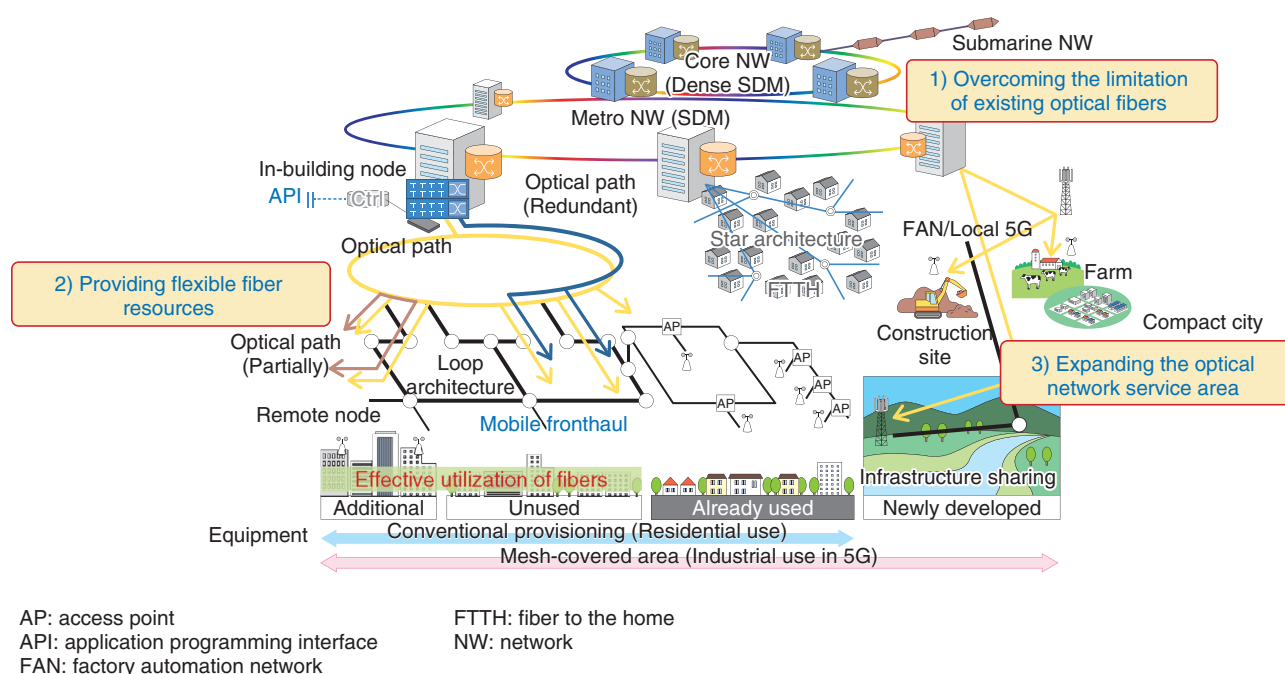 Submarine NW
Core NW
(Dense SDM)
1) Overcoming the limitation
of existing optical fibers
Metro NW (SDM)
In-building node
API
Ctrl
Optical path
(Redundant)
Optical path
Star architecture
FTTH
FAN/Local 5G
Farm
Construction
site
Compact city
2) Providing flexible fiber
resources
Optical path
(Partially)
Loop
architecture
AP
AP
AP
AP
AP
3) Expanding the optical
network service area
Remote node
Mobile fronthaul
Effective utilization of fibers
Infrastructure sharing
Additional
Unused
Already used
Newly developed
Equipment
Conventional provisioning (Residential use)
Mesh-covered area (Industrial use in 5G)
AP: access point
API: application programming interface
FAN: factory automation network
FTTH: fiber to the home
NW: network